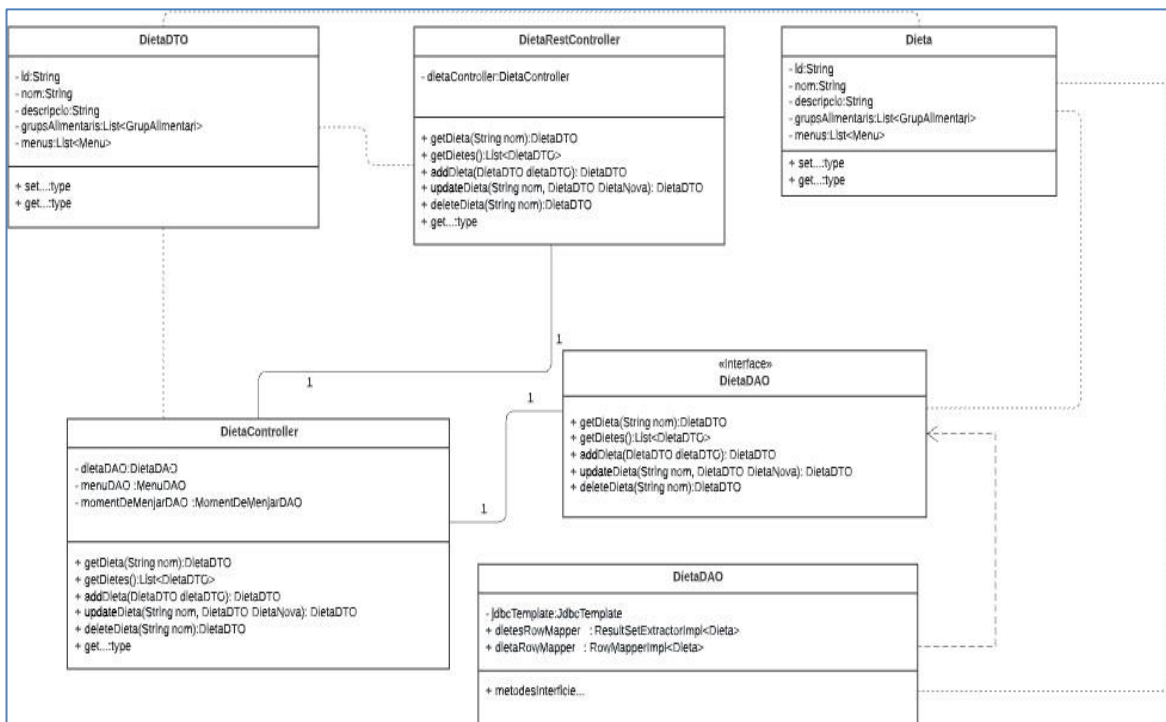 DietaDTO
- Id:String
- nom:String
- descripcio:String
- grupsAlimentaris:List<GrupAlimentari>
- menus:List<Menu>
+ set...:type
+ get...:type
DietaRestController
- dietaController:DietaController
+ getDieta(String nom):DietaDTO
+ getDietes():List<DietaDTO>
+ addDieta(DietaDTO dietaDTO): DietaDTO
+ updateDieta(String nom, DietaDTO DietaNova): DietaDTO
+ deleteDieta(String nom):DietaDTO
+ get...:type
Dieta
- Id:String
- nom:String
- descripcio:String
- grupsAlimentaris:List<GrupAlimentari>
- menus:List<Menu>
+ set...:type
+ get...:type
1
1
1
1
«Interface»
DietaDAO
+ getDieta(String nom):DietaDTO
+ getDietes():List<DietaDTO>
+ addDieta(DietaDTO dietaDTO): DietaDTO
+ updateDieta(String nom, DietaDTO DietaNova): DietaDTO
+ deleteDieta(String nom):DietaDTO
DietaController
- dietaDAO:DietaDAO
- menuDAO :MenuDAO
- momentDeMenjarDAO :MomentDeMenjarDAO
+ getDieta(String nom):DietaDTO
+ getDietes():List<DietaDTO>
+ addDieta(DietaDTO dietaDTO): DietaDTO
+ updateDieta(String nom, DietaDTO DietaNova): DietaDTO
+ deleteDieta(String nom):DietaDTO
+ get...:type
DietaDAO
- jdbcTemplate:JdbcTemplate
+ dietesRowMapper : ResultSetExtractorImpl<Dieta>
+ dietaRowMapper : RowMapperImpl<Dieta>
+ metodesInterficie...